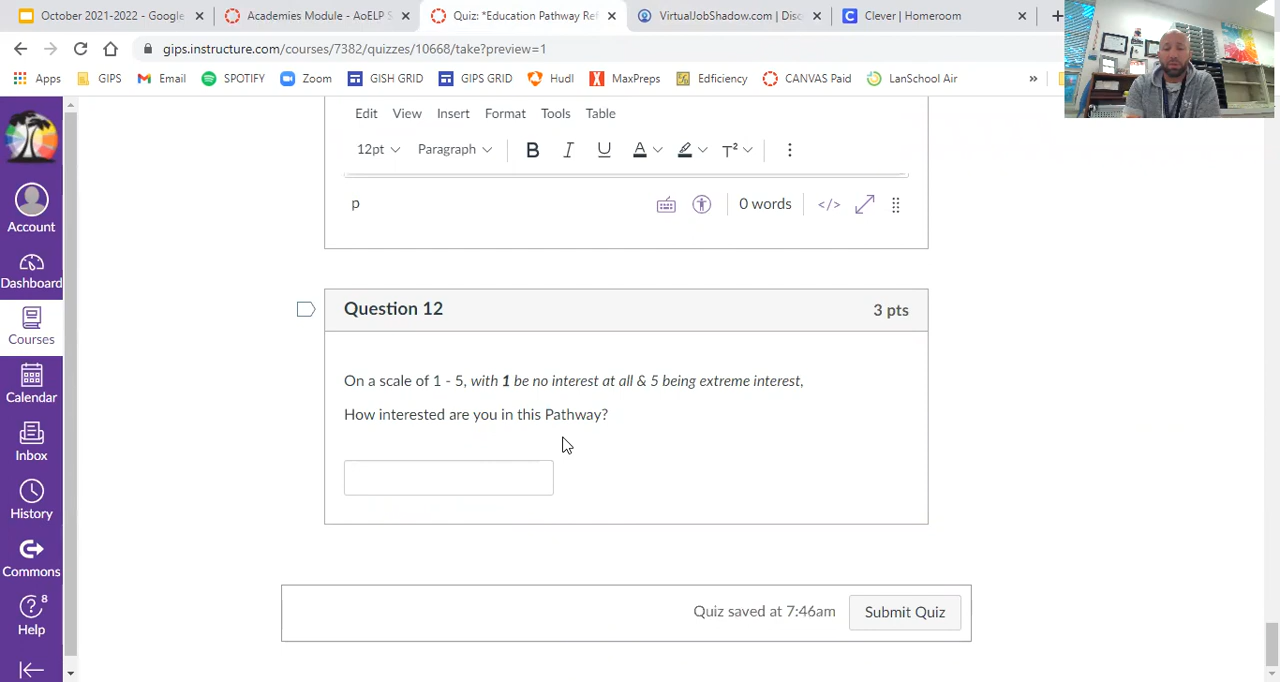 October 2021-2022 - Google
Academies Module - AdELP S
Quiz: *Education Pathway Ref
VirtualJobShadow.com | Disc
Clever | Homeroom
gips.instructure.com/courses/7382/quizzes/10668/take?preview=1
Apps GIPS Email SPOTIFY Zoom GISH GRID GIPS GRID Hudl MaxPreps Edficiency CANVAS Paid LanSchool Air »
Edit View Insert Format Tools Table
12pt Paragraph B I U A T²
p 0 words </>
Account
Dashboard
Courses
Calendar
Inbox
History
Commons
8
Help
Question 12 3 pts
On a scale of 1 - 5, with 1 be no interest at all & 5 being extreme interest,
How interested are you in this Pathway?
Quiz saved at 7:46am Submit Quiz